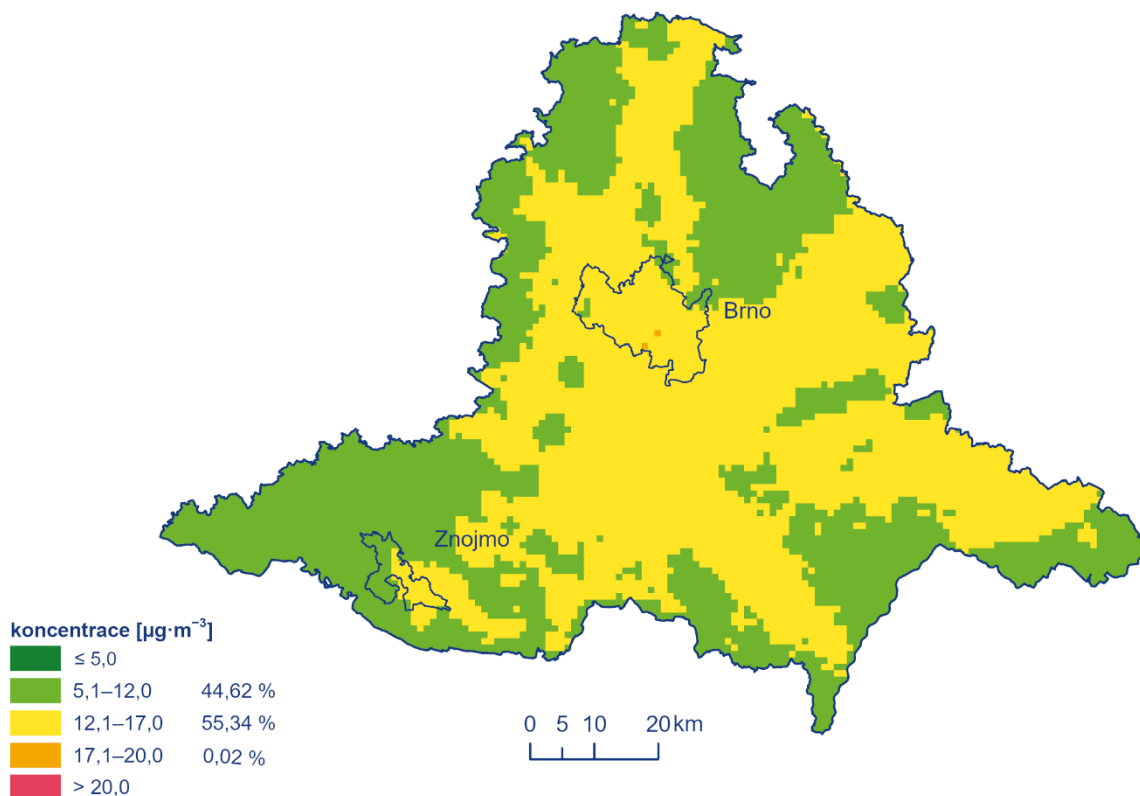 Brno
Znojmo
koncentrace [µg·m⁻³]
≤ 5,0
5,1–12,0 44,62 %
12,1–17,0 55,34 %
17,1–20,0 0,02 %
> 20,0
0 5 10 20 km